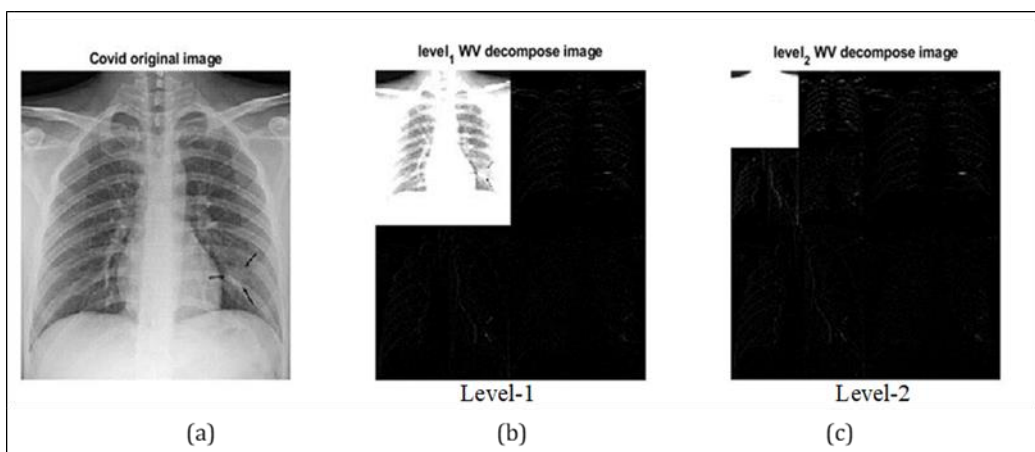 Covid original image
level₁ WV decompose image
level₂ WV decompose image
Level-1
Level-2
(a)
(b)
(c)